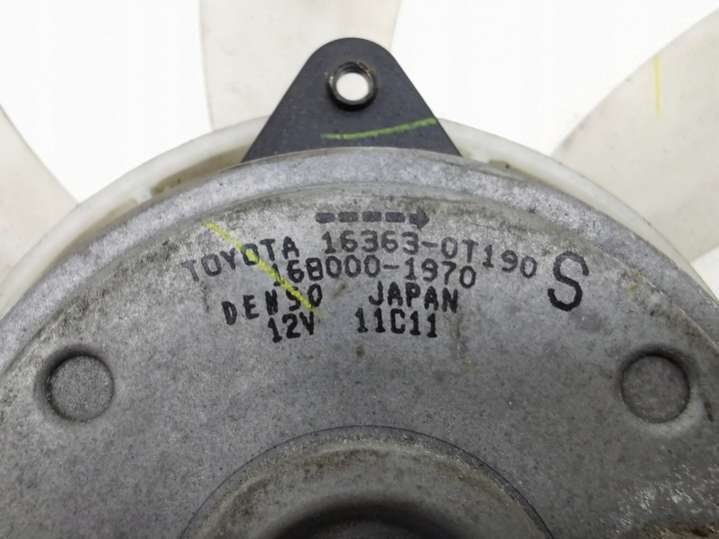 TOYOTA 16363-0T190
168000-1970 S
DENSO JAPAN
12V 11C11